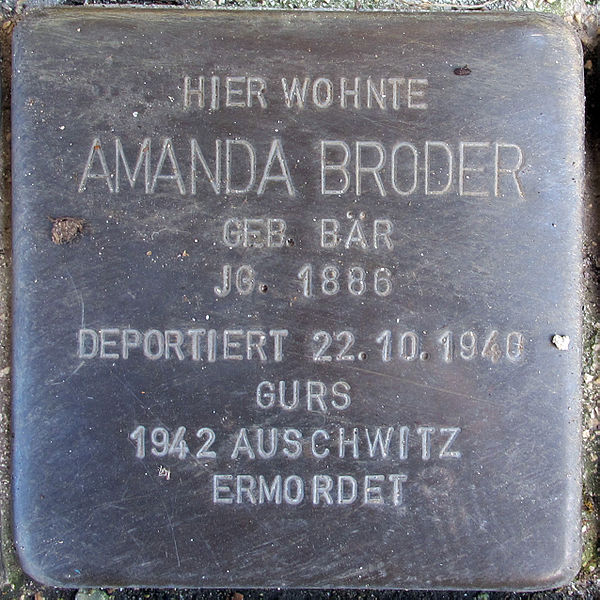 HIER WOHNTE
AMANDA BRODER
GEB. BÄR
JG. 1886
DEPORTIERT 22.10.1940
GURS
1942 AUSCHWITZ
ERMORDET